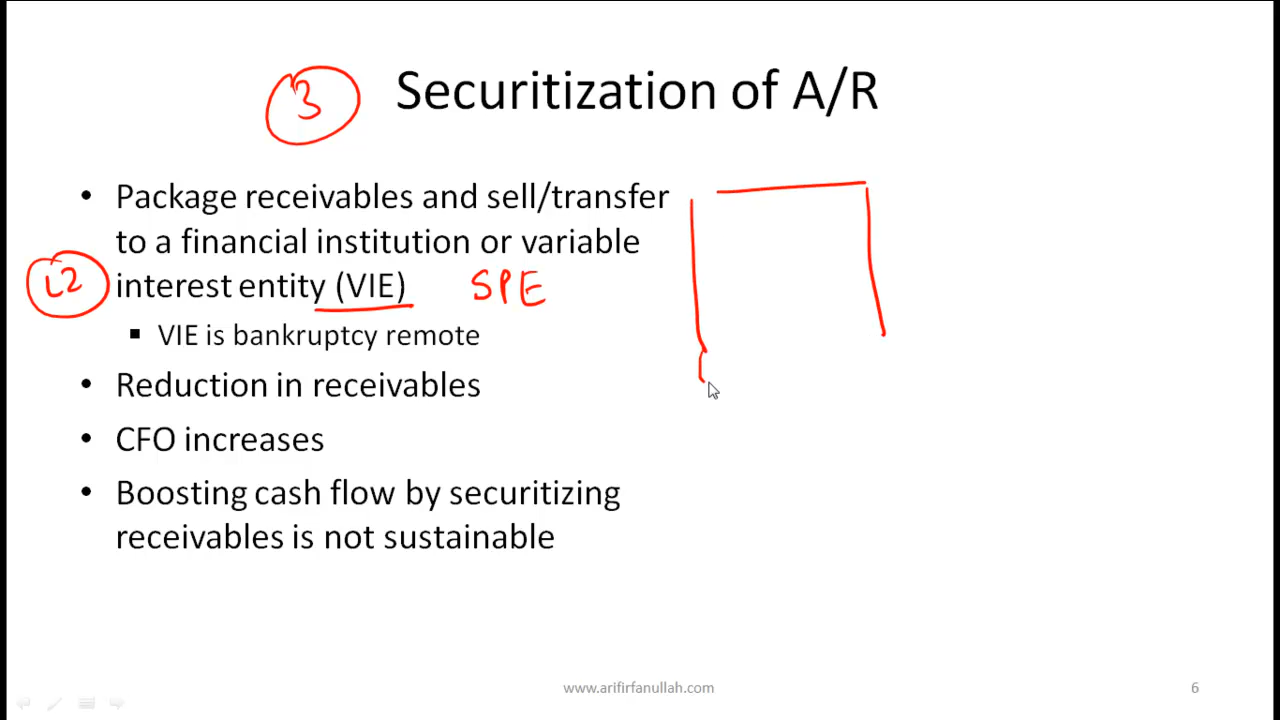 3 Securitization of A/R
• Package receivables and sell/transfer
to a financial institution or variable
L2 interest entity (VIE) SPE
▪ VIE is bankruptcy remote
• Reduction in receivables
• CFO increases
• Boosting cash flow by securitizing
receivables is not sustainable
www.arifirfanullah.com 6